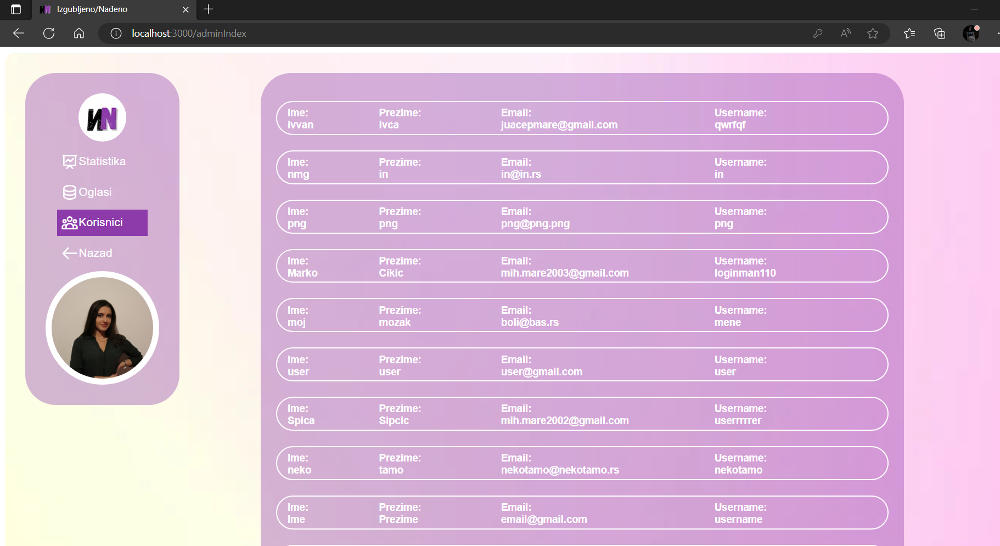 Izgubljeno/Nađeno
localhost:3000/adminIndex
ИN
Statistika
Oglasi
Korisnici
Nazad
Ime: Prezime: Email: Username:
ivvan ivca juacepmare@gmail.com qwrfqf
Ime: Prezime: Email: Username:
nmg in in@in.rs in
Ime: Prezime: Email: Username:
png png png@png.png png
Ime: Prezime: Email: Username:
Marko Cikic mih.mare2003@gmail.com loginman110
Ime: Prezime: Email: Username:
moj mozak boli@bas.rs mene
Ime: Prezime: Email: Username:
user user user@gmail.com user
Ime: Prezime: Email: Username:
Spica Sipcic mih.mare2002@gmail.com userrrrrer
Ime: Prezime: Email: Username:
neko tamo nekotamo@nekotamo.rs nekotamo
Ime: Prezime: Email: Username:
Ime Prezime email@gmail.com username